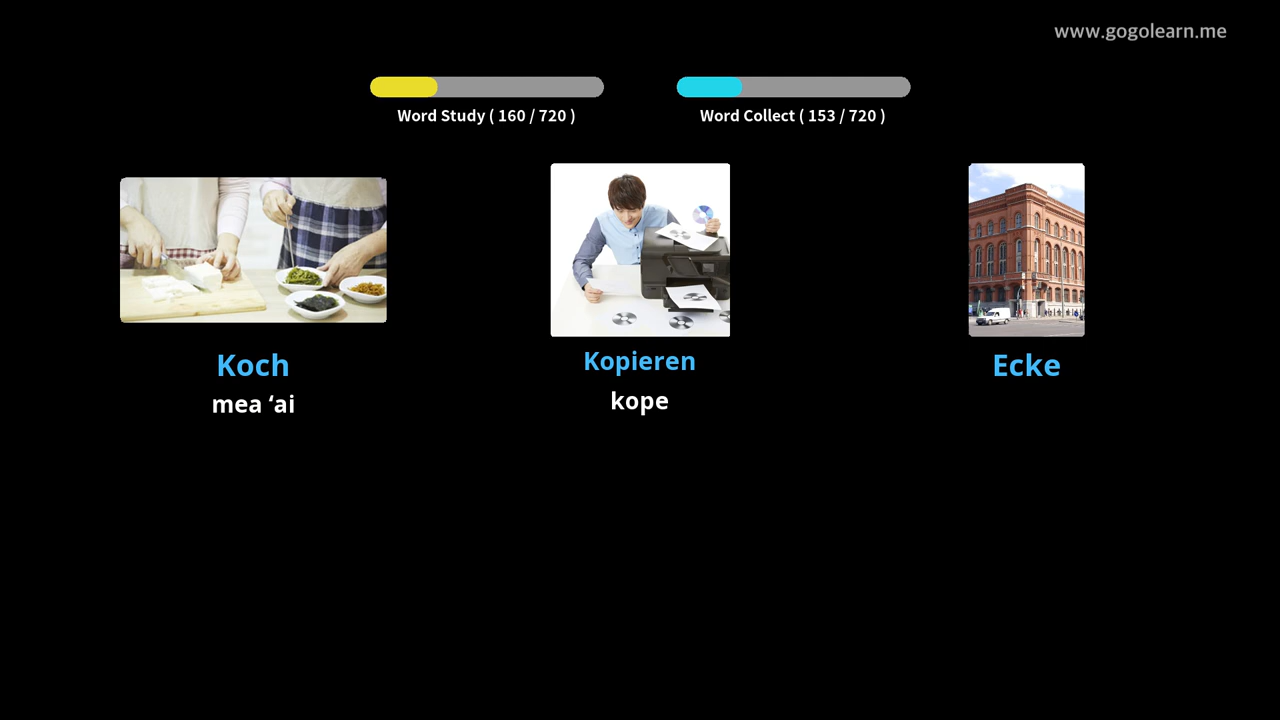 www.gogolearn.me
Word Study ( 160 / 720 )
Word Collect ( 153 / 720 )
Koch
mea ‘ai
Kopieren
kope
Ecke